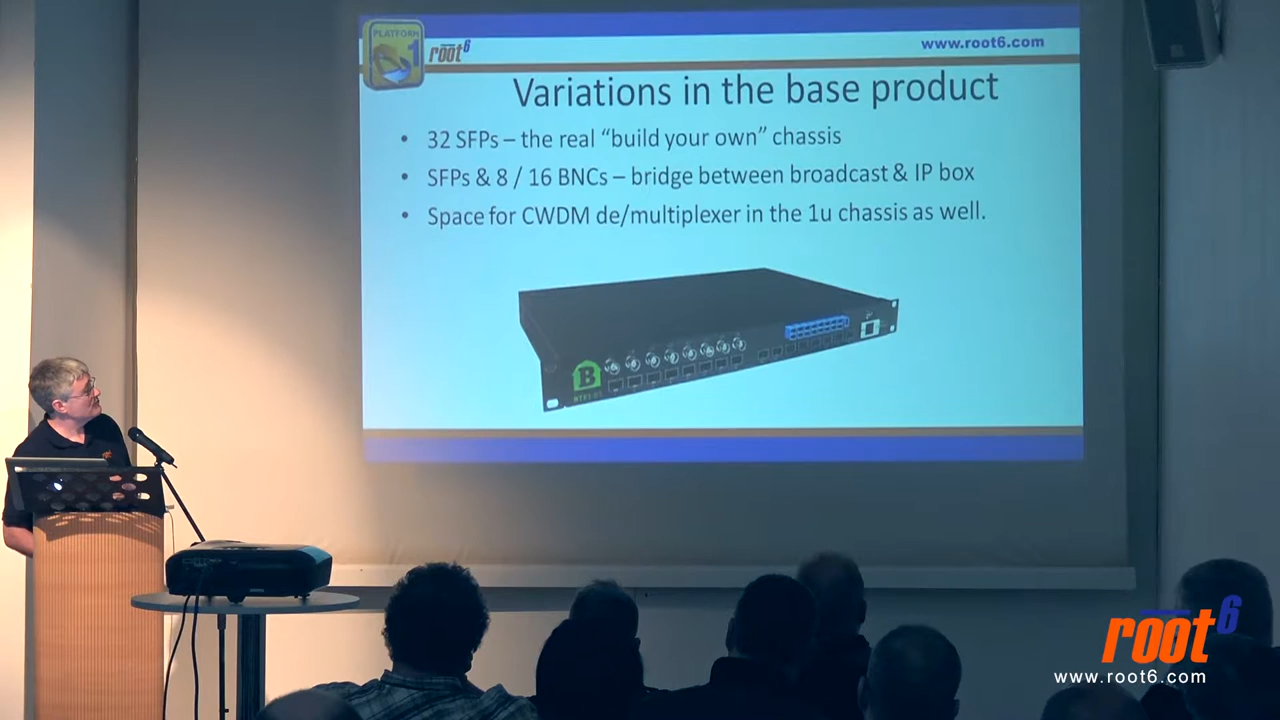 PLATFORM
1
root6
www.root6.com
Variations in the base product
• 32 SFPs – the real “build your own” chassis
• SFPs & 8 / 16 BNCs – bridge between broadcast & IP box
• Space for CWDM de/multiplexer in the 1u chassis as well.
B
root6
www.root6.com